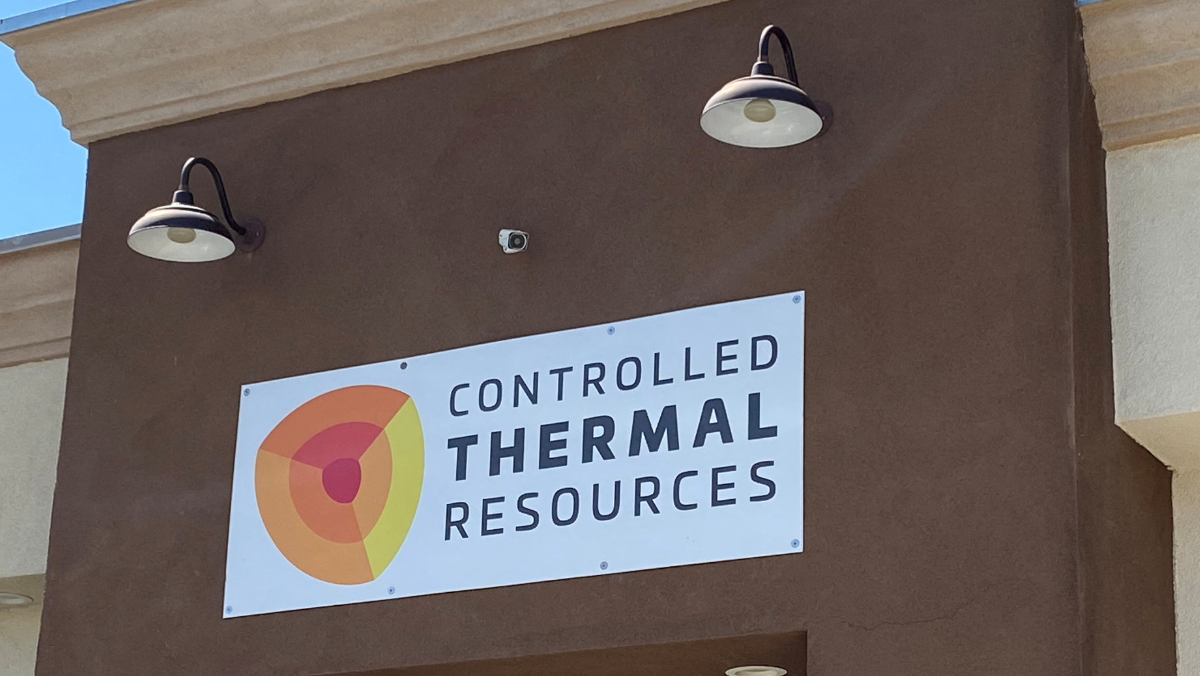 CONTROLLED
THERMAL
RESOURCES